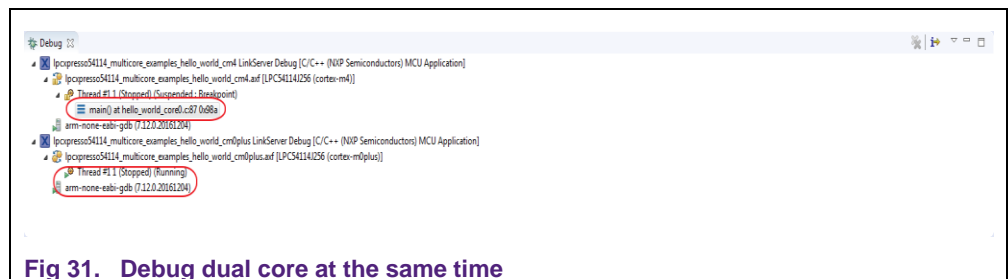 Debug
lpcxpresso54114_multicore_examples_hello_world_cm4 LinkServer Debug [C/C++ (NXP Semiconductors) MCU Application]
lpcxpresso54114_multicore_examples_hello_world_cm4.axf [LPC54114J256 (cortex-m4)]
Thread #1 1 (Stopped) (Suspended : Breakpoint)
main() at hello_world_core0.c:87 0x98a
arm-none-eabi-gdb (7.12.0.20161204)
lpcxpresso54114_multicore_examples_hello_world_cm0plus LinkServer Debug [C/C++ (NXP Semiconductors) MCU Application]
lpcxpresso54114_multicore_examples_hello_world_cm0plus.axf [LPC54114J256 (cortex-m0plus)]
Thread #1 1 (Stopped) (Running)
arm-none-eabi-gdb (7.12.0.20161204)
Fig 31. Debug dual core at the same time